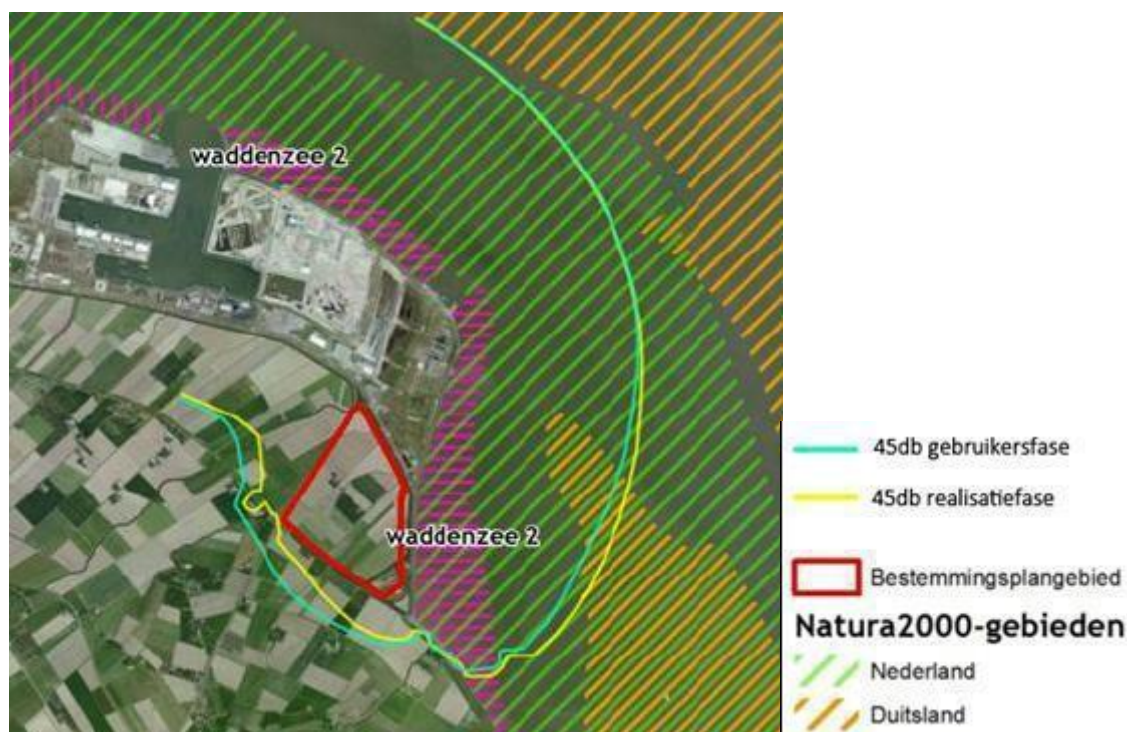 waddenzee 2
waddenzee 2
45db gebruikersfase
45db realisatiefase
Bestemmingsplangebied
Natura2000-gebieden
Nederland
Duitsland